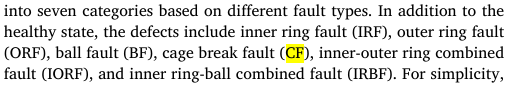 into seven categories based on different fault types. In addition to the
healthy state, the defects include inner ring fault (IRF), outer ring fault
(ORF), ball fault (BF), cage break fault (CF), inner-outer ring combined
fault (IORF), and inner ring-ball combined fault (IRBF). For simplicity,